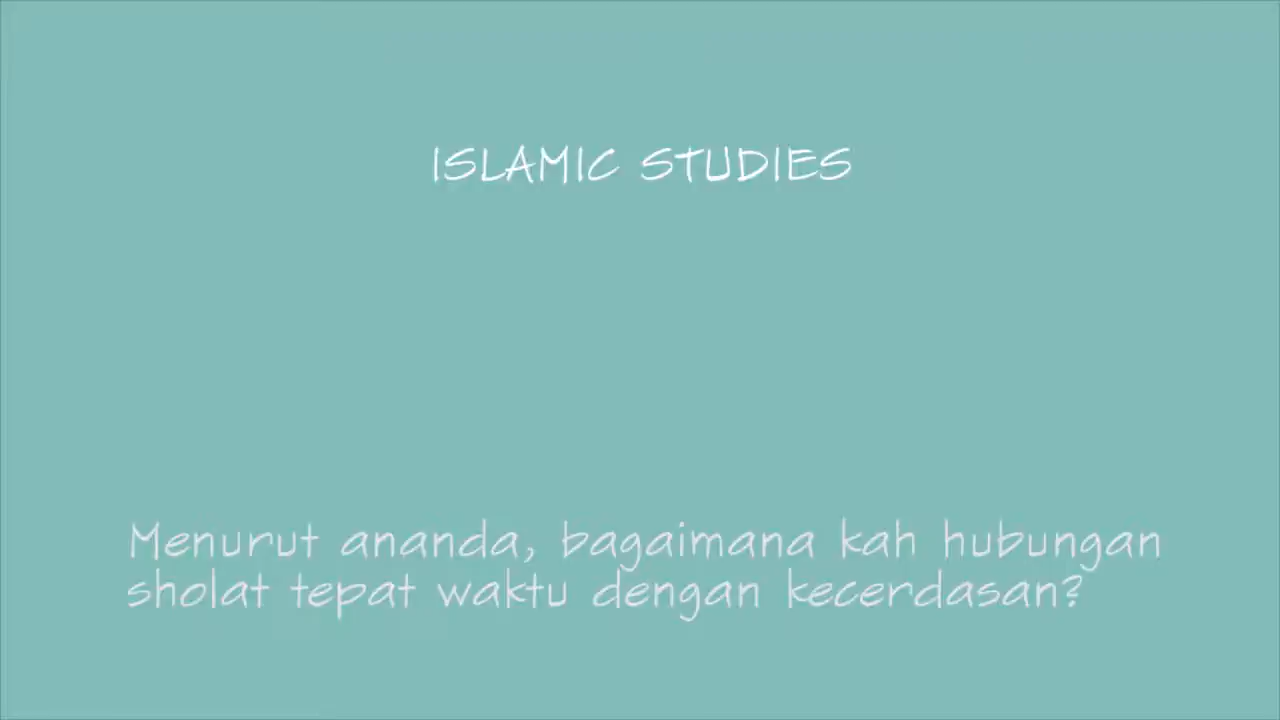 ISLAMIC STUDIES
Menurut ananda, bagaimana kah hubungan
sholat tepat waktu dengan kecerdasan?